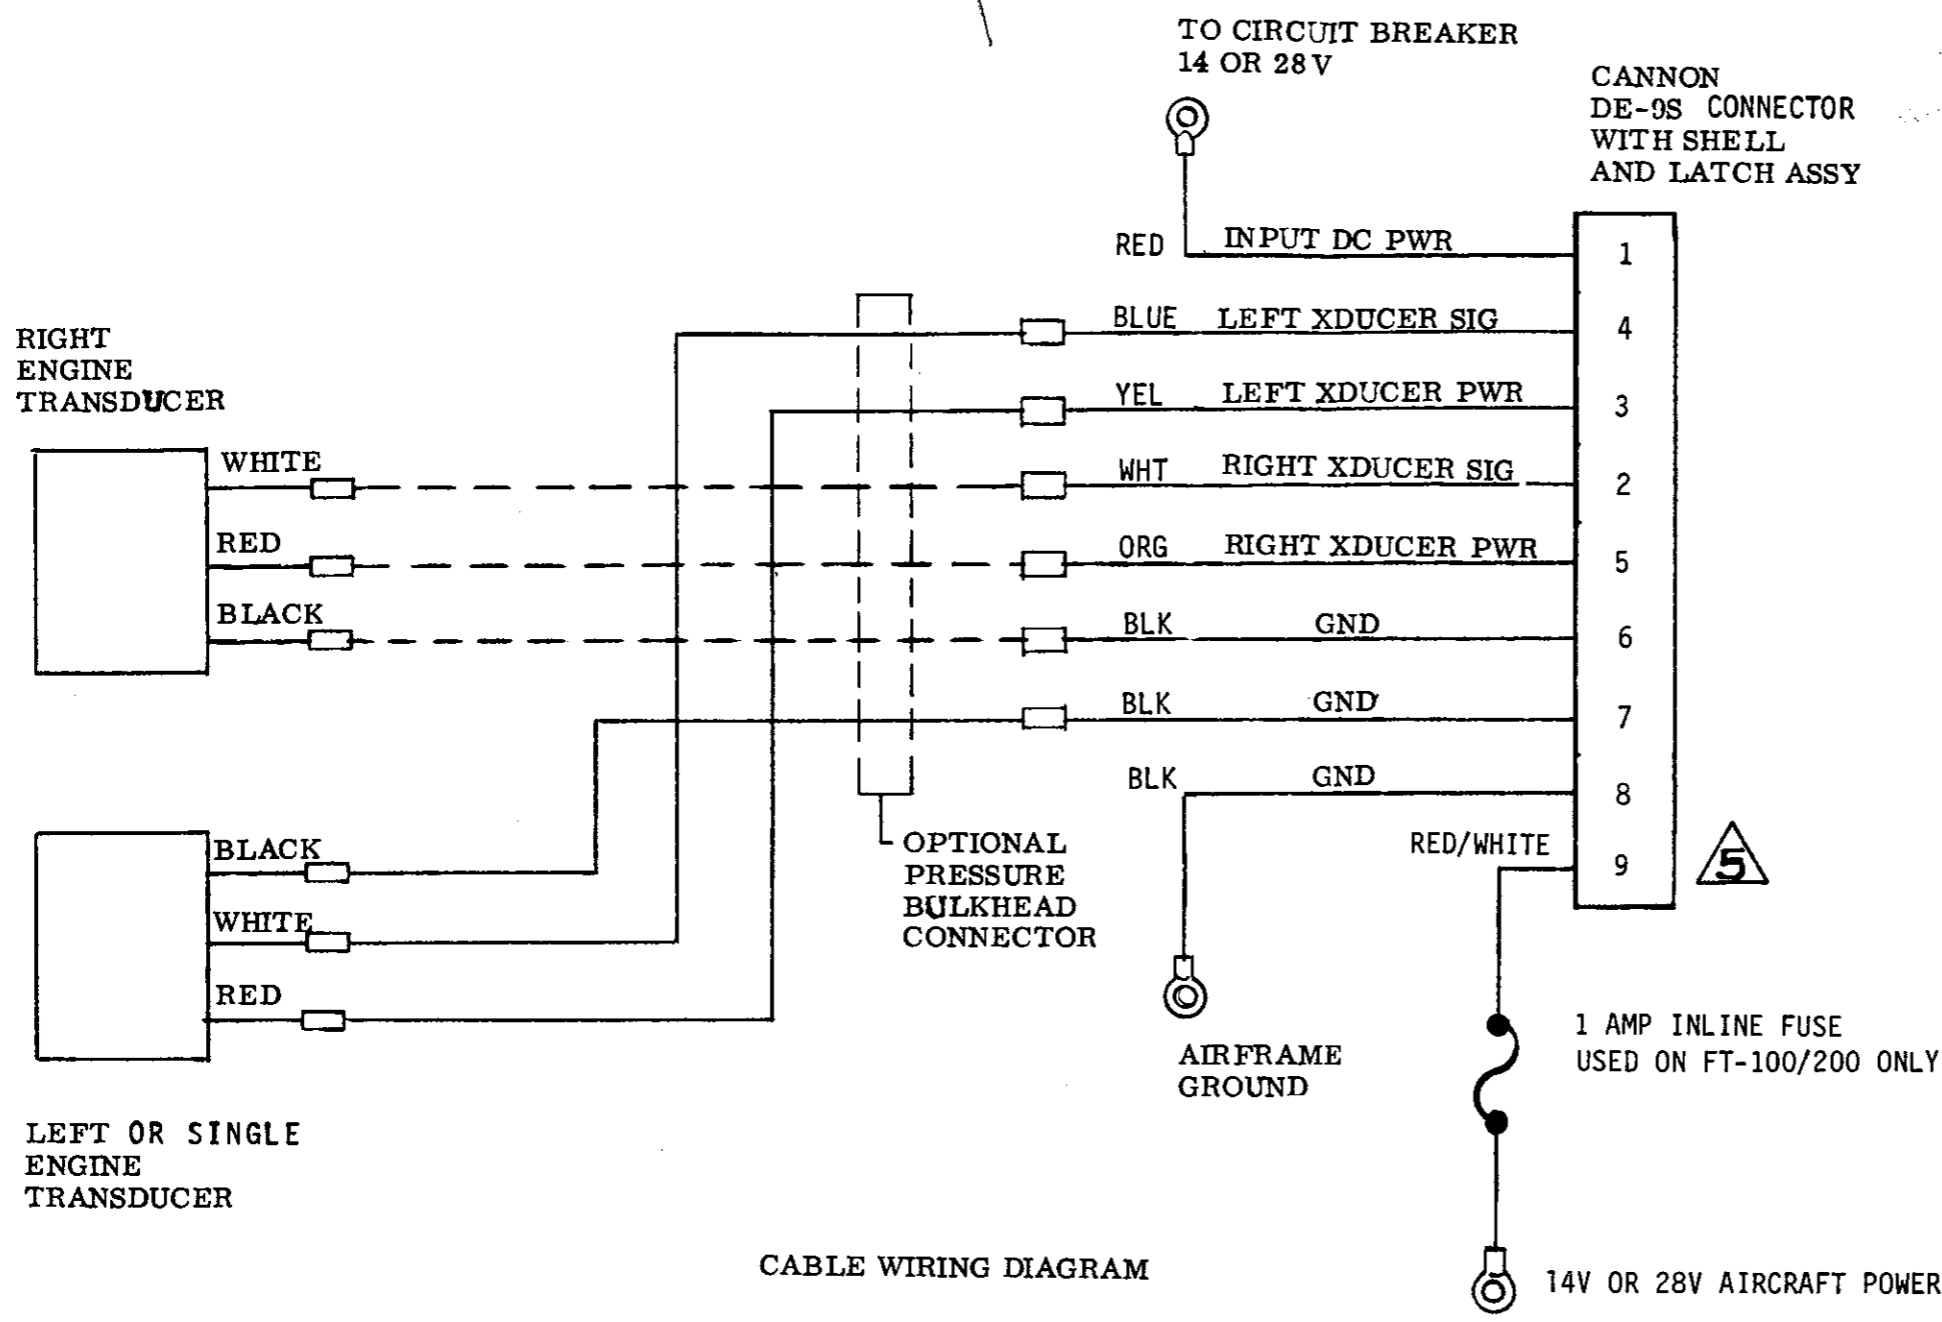 TO CIRCUIT BREAKER
14 OR 28V
CANNON
DE-9S CONNECTOR
WITH SHELL
AND LATCH ASSY
RED INPUT DC PWR 1
BLUE LEFT XDUCER SIG 4
RIGHT
ENGINE
TRANSDUCER
YEL LEFT XDUCER PWR 3
WHITE WHT RIGHT XDUCER SIG 2
RED ORG RIGHT XDUCER PWR 5
BLACK BLK GND 6
BLK GND 7
BLK GND 8
BLACK
WHITE
RED
OPTIONAL
PRESSURE
BULKHEAD
CONNECTOR
RED/WHITE 9 5
AIRFRAME
GROUND
1 AMP INLINE FUSE
USED ON FT-100/200 ONLY
LEFT OR SINGLE
ENGINE
TRANSDUCER
CABLE WIRING DIAGRAM
14V OR 28V AIRCRAFT POWER